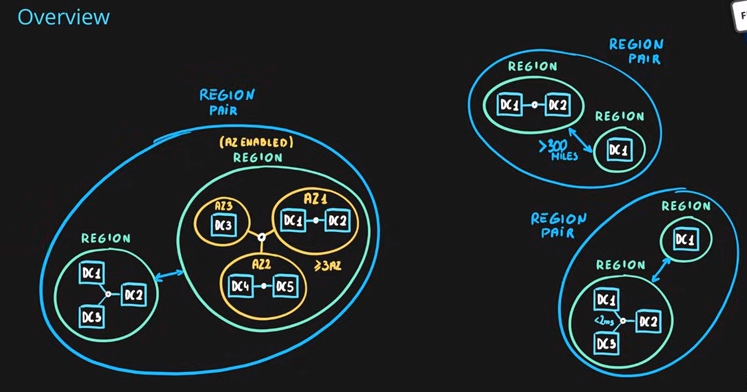 Overview
F
REGION
PAIR
(AZ ENABLED)
REGION
AZ3
DC3
AZ1
DC1
DC2
AZ2
DC4
DC5
≥3AZ
REGION
DC1
DC2
DC3
REGION
PAIR
REGION
DC1
DC2
>300
MILES
REGION
DC1
REGION
PAIR
REGION
DC1
REGION
DC1
<2ms
DC2
DC3